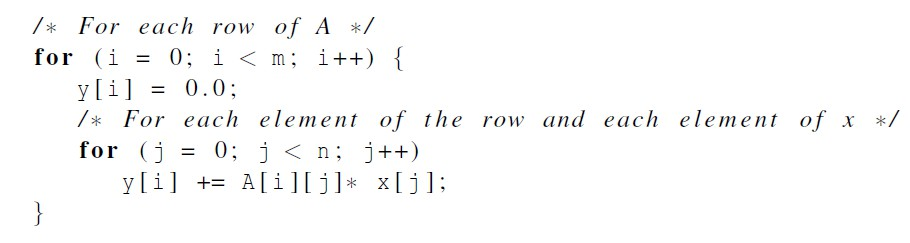 /* For each row of A */
for (i = 0; i < m; i++) {
y[i] = 0.0;
/* For each element of the row and each element of x */
for (j = 0; j < n; j++)
y[i] += A[i][j]* x[j];
}